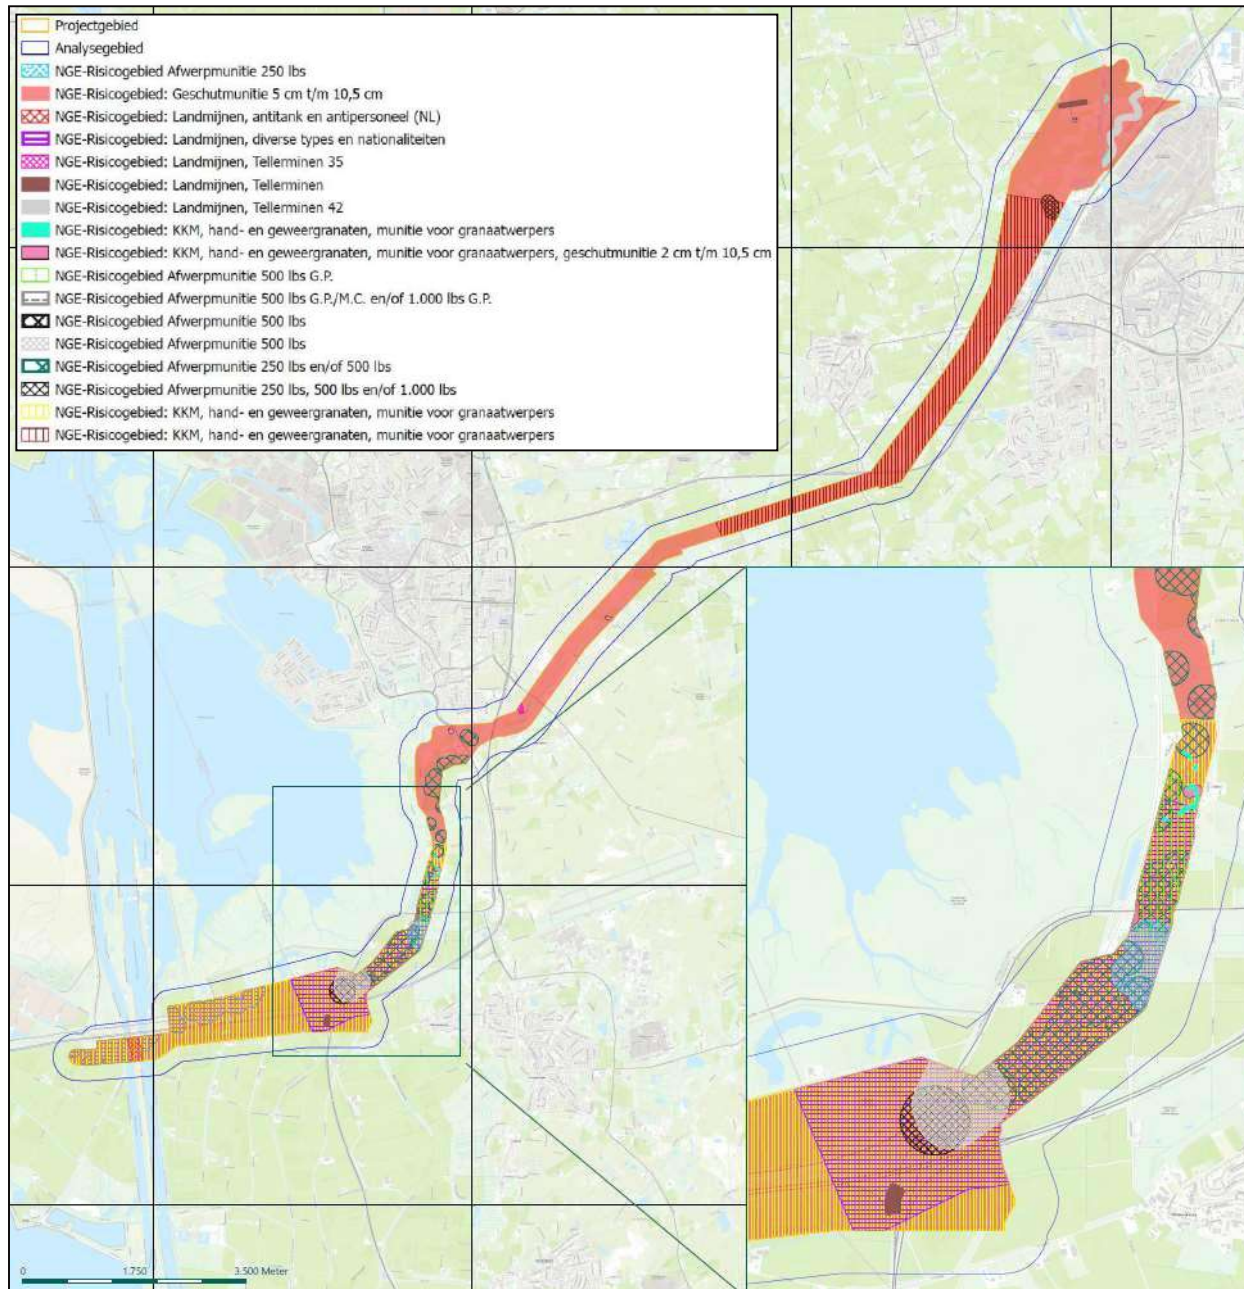 Projectgebied
Analysegebied
NGE-Risicogebied Afwerpmunitie 250 lbs
NGE-Risicogebied: Geschutmunitie 5 cm t/m 10,5 cm
NGE-Risicogebied: Landmijnen, antitank en antipersoneel (NL)
NGE-Risicogebied: Landmijnen, diverse types en nationaliteiten
NGE-Risicogebied: Landmijnen, Tellerminen 35
NGE-Risicogebied: Landmijnen, Tellerminen
NGE-Risicogebied: Landmijnen, Tellerminen 42
NGE-Risicogebied: KKM, hand- en geweergranaten, munitie voor granaatwerpers
NGE-Risicogebied: KKM, hand- en geweergranaten, munitie voor granaatwerpers, geschutmunitie 2 cm t/m 10,5 cm
NGE-Risicogebied Afwerpmunitie 500 lbs G.P.
NGE-Risicogebied Afwerpmunitie 500 lbs G.P./M.C. en/of 1.000 lbs G.P.
NGE-Risicogebied Afwerpmunitie 500 lbs
NGE-Risicogebied Afwerpmunitie 500 lbs
NGE-Risicogebied Afwerpmunitie 250 lbs en/of 500 lbs
NGE-Risicogebied Afwerpmunitie 250 lbs, 500 lbs en/of 1.000 lbs
NGE-Risicogebied: KKM, hand- en geweergranaten, munitie voor granaatwerpers
NGE-Risicogebied: KKM, hand- en geweergranaten, munitie voor granaatwerpers
0 1.750 3.500 Meter